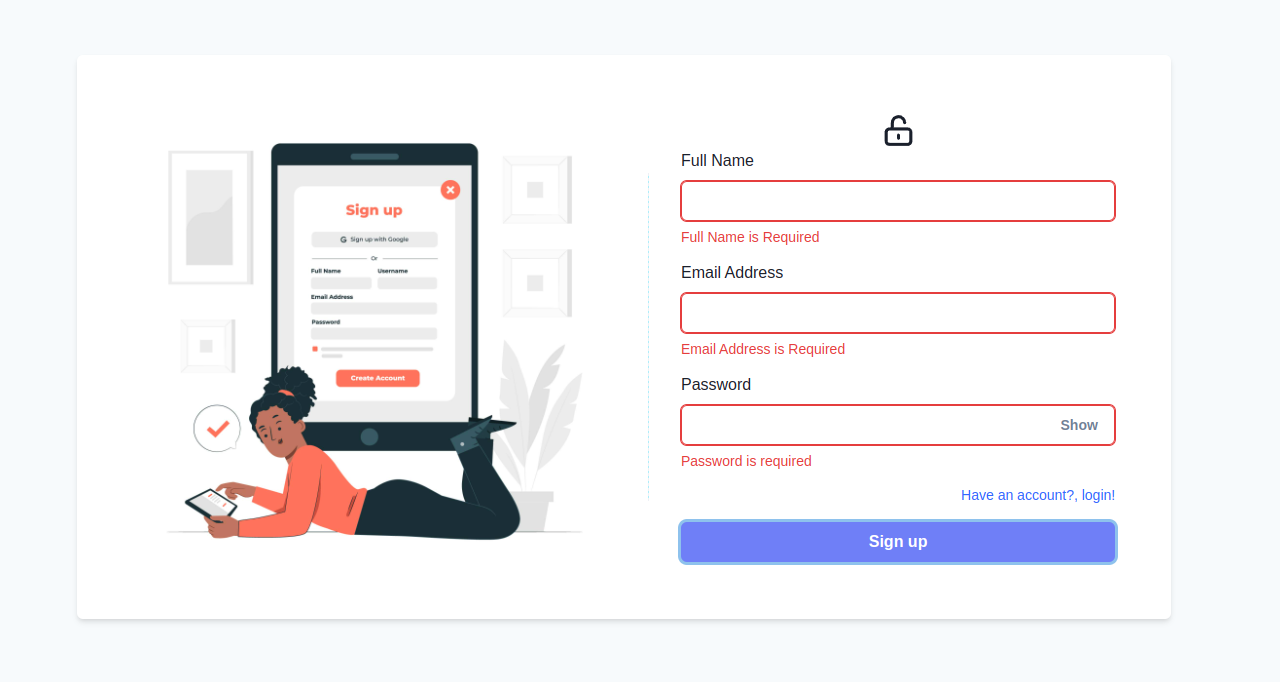 Sign up
G Sign up with Google
Or
Full Name Username
Email Address
Password
Create Account
Full Name
Full Name is Required
Email Address
Email Address is Required
Password
Show
Password is required
Have an account?, login!
Sign up